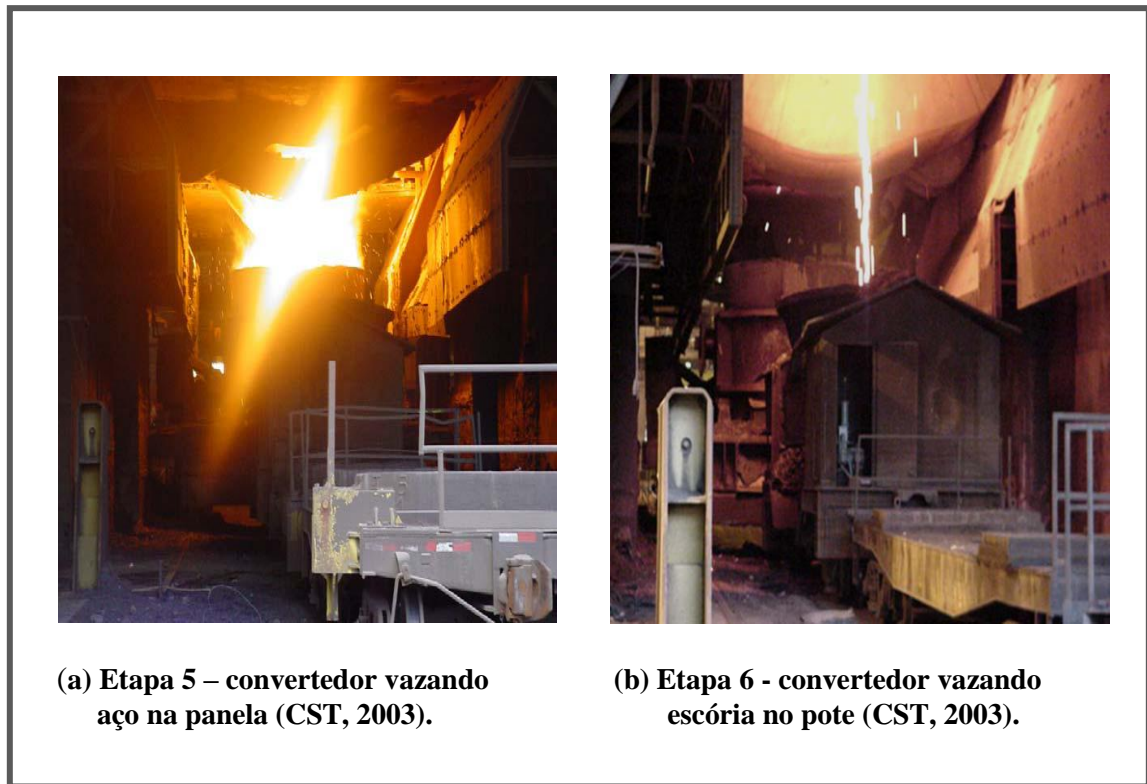 (a) Etapa 5 – convertedor vazando
aço na panela (CST, 2003).
(b) Etapa 6 - convertedor vazando
escória no pote (CST, 2003).